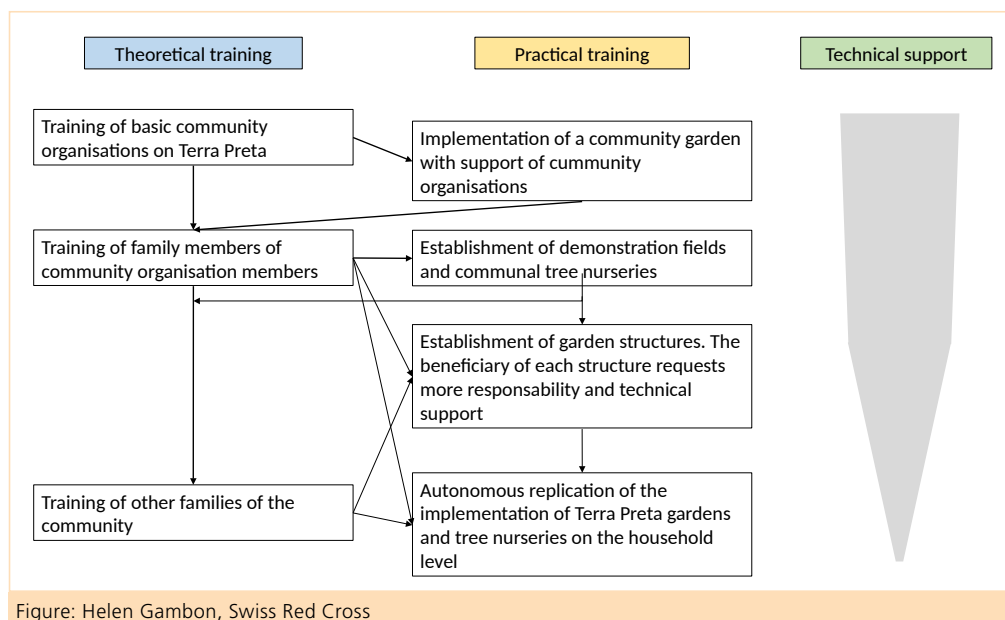 Theoretical training
Practical training
Technical support
Training of basic community
organisations on Terra Preta
Implementation of a community garden
with support of cummunity
organisations
Training of family members of
community organisation members
Establishment of demonstration fields
and communal tree nurseries
Establishment of garden structures. The
beneficiary of each structure requests
more responsability and technical
support
Training of other families of the
community
Autonomous replication of the
implementation of Terra Preta gardens
and tree nurseries on the household
level
Figure: Helen Gambon, Swiss Red Cross